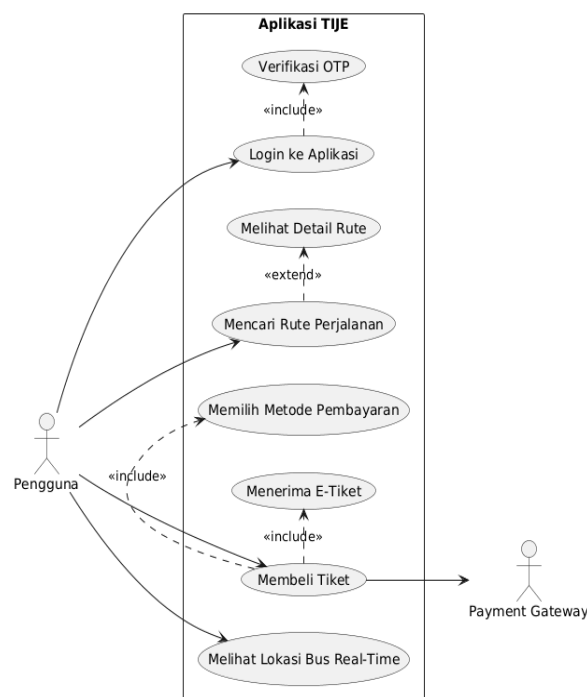 Aplikasi TIJE
Verifikasi OTP
«include»
Login ke Aplikasi
Melihat Detail Rute
«extend»
Mencari Rute Perjalanan
Memilih Metode Pembayaran
«include»
Pengguna
Menerima E-Tiket
«include»
Membeli Tiket
Payment Gateway
Melihat Lokasi Bus Real-Time